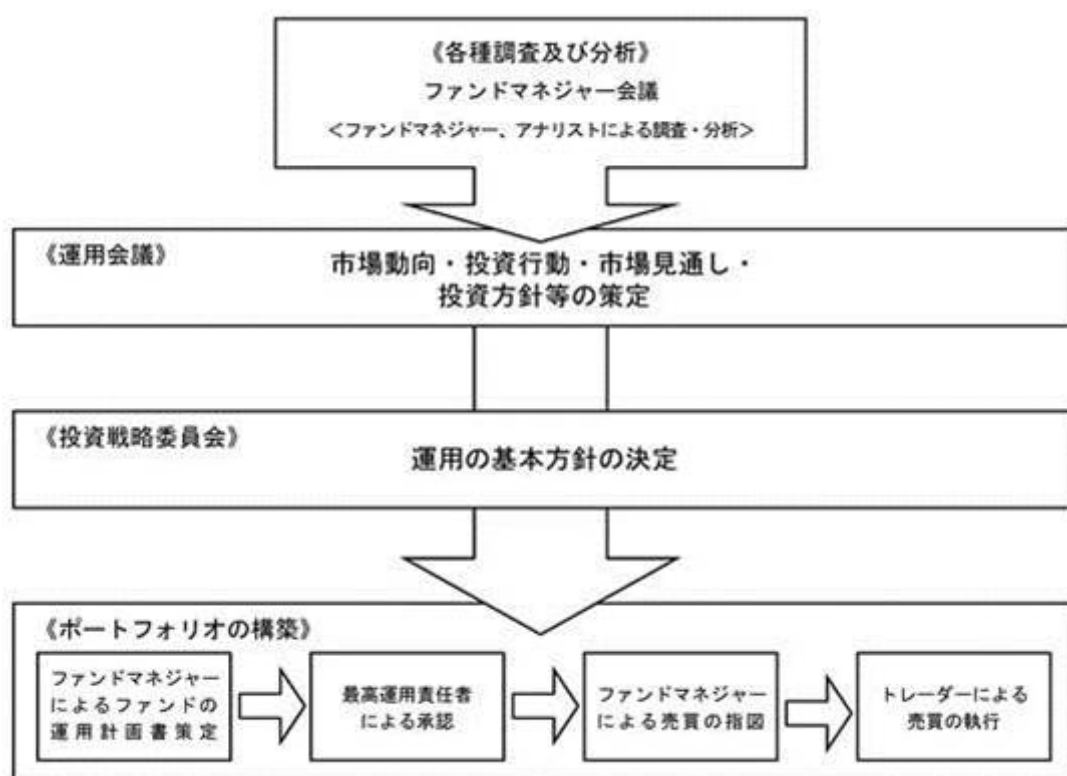 《各種調査及び分析》
ファンドマネジャー会議
<ファンドマネジャー、アナリストによる調査・分析>
《運用会議》
市場動向・投資行動・市場見通し・
投資方針等の策定
《投資戦略委員会》
運用の基本方針の決定
《ポートフォリオの構築》
ファンドマネジャー
によるファンドの
運用計画書策定
最高運用責任者
による承認
ファンドマネジャー
による売買の指図
トレーダーによる
売買の執行